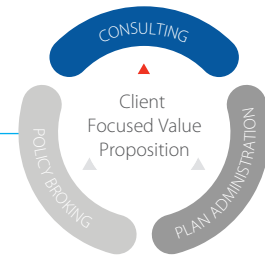 CONSULTING
Client
Focused Value
Proposition
POLICY BROKING
PLAN ADMINISTRATION